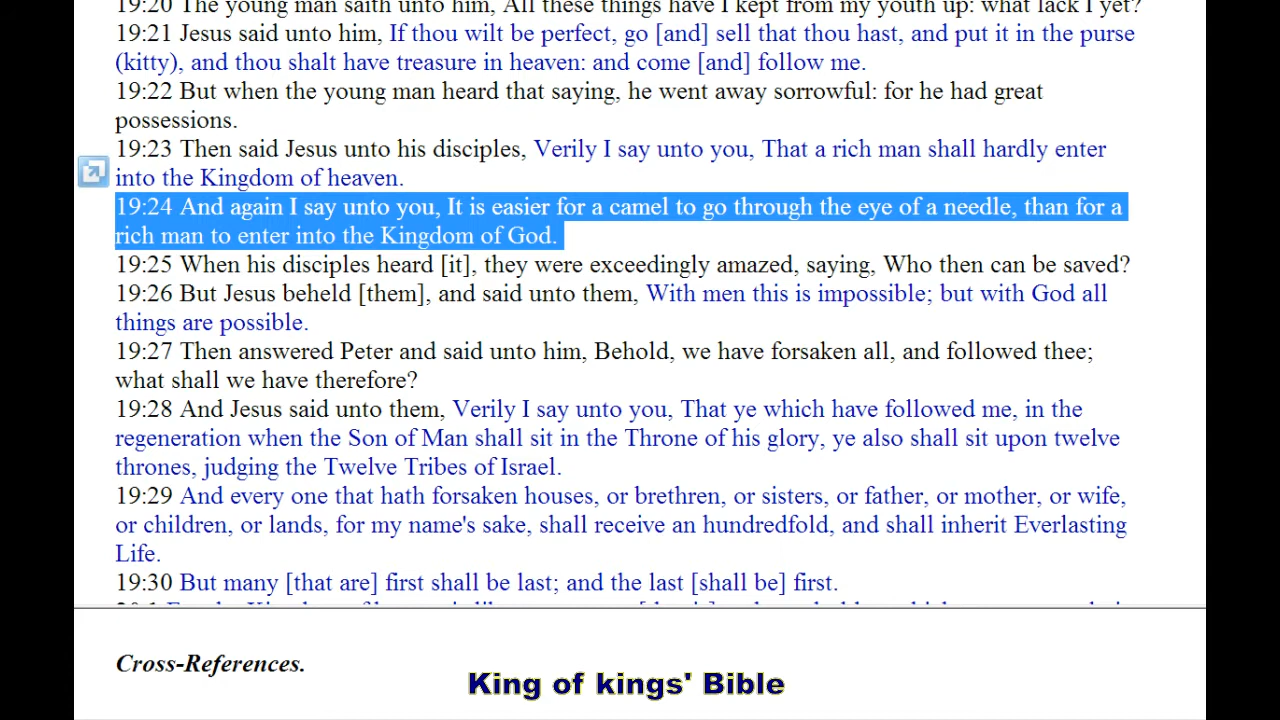 19:20 The young man saith unto him, All these things have I kept from my youth up: what lack I yet?
19:21 Jesus said unto him, If thou wilt be perfect, go [and] sell that thou hast, and put it in the purse
(kitty), and thou shalt have treasure in heaven: and come [and] follow me.
19:22 But when the young man heard that saying, he went away sorrowful: for he had great
possessions.
19:23 Then said Jesus unto his disciples, Verily I say unto you, That a rich man shall hardly enter
into the Kingdom of heaven.
19:24 And again I say unto you, It is easier for a camel to go through the eye of a needle, than for a
rich man to enter into the Kingdom of God.
19:25 When his disciples heard [it], they were exceedingly amazed, saying, Who then can be saved?
19:26 But Jesus beheld [them], and said unto them, With men this is impossible; but with God all
things are possible.
19:27 Then answered Peter and said unto him, Behold, we have forsaken all, and followed thee;
what shall we have therefore?
19:28 And Jesus said unto them, Verily I say unto you, That ye which have followed me, in the
regeneration when the Son of Man shall sit in the Throne of his glory, ye also shall sit upon twelve
thrones, judging the Twelve Tribes of Israel.
19:29 And every one that hath forsaken houses, or brethren, or sisters, or father, or mother, or wife,
or children, or lands, for my name's sake, shall receive an hundredfold, and shall inherit Everlasting
Life.
19:30 But many [that are] first shall be last; and the last [shall be] first.
Cross-References.
King of kings' Bible